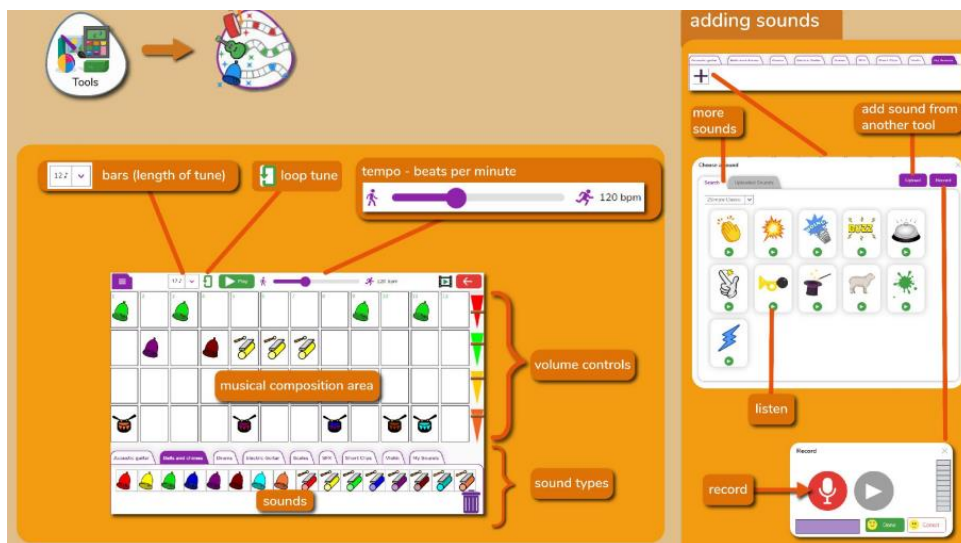 Tools
bars (length of tune)
loop tune
tempo - beats per minute
120 bpm
Play
120 bpm
musical composition area
volume controls
Acoustic guitar
Bells and chimes
Drums
Electric Guitar
Scales
SFX
Short Clips
Violin
My Sounds
sounds
sound types
adding sounds
more
sounds
add sound from
another tool
Choose a sound
Search
Uploaded Sounds
Upload
Record
ZAP
BUZZ
listen
Record
record
Done
Cancel